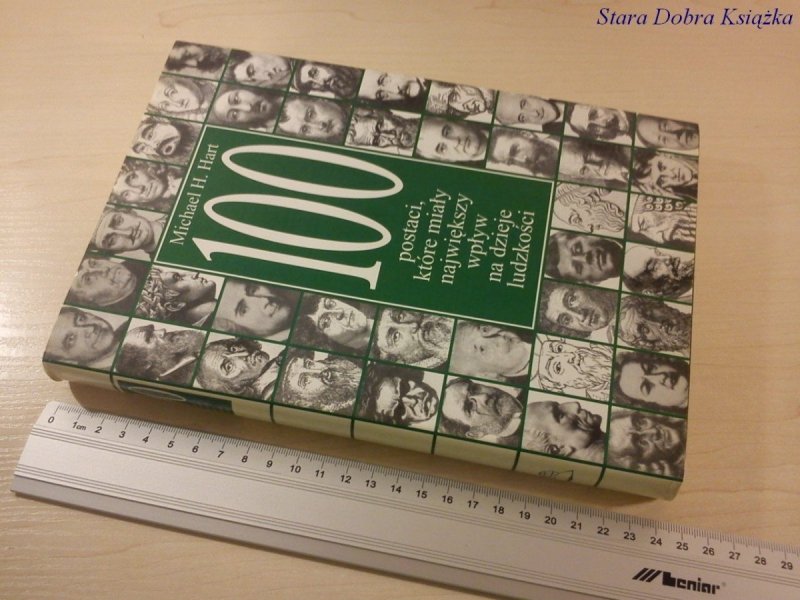 Stara Dobra Książka
Michael H. Hart
100
postaci,
które miały
największy
wpływ
na dzieje
ludzkości
0 1cm 2 3 4 5 6 7 8 9 10 11 12 13 14 15 16 17 18 19 20 21 22 23 24 25 26 27 28 29
Leniar